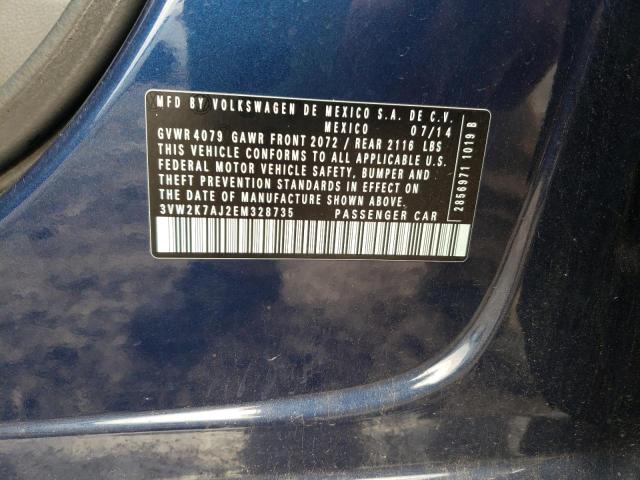 MFD BY VOLKSWAGEN DE MEXICO S.A. DE C.V.
MEXICO 07/14
GVWR 4079 GAWR FRONT 2072 / REAR 2116 LBS
THIS VEHICLE CONFORMS TO ALL APPLICABLE U.S.
FEDERAL MOTOR VEHICLE SAFETY, BUMPER AND
THEFT PREVENTION STANDARDS IN EFFECT ON
THE DATE OF MANUFACTURE SHOWN ABOVE.
3VW2K7AJ2EM328735 PASSENGER CAR
2856971 1019 B